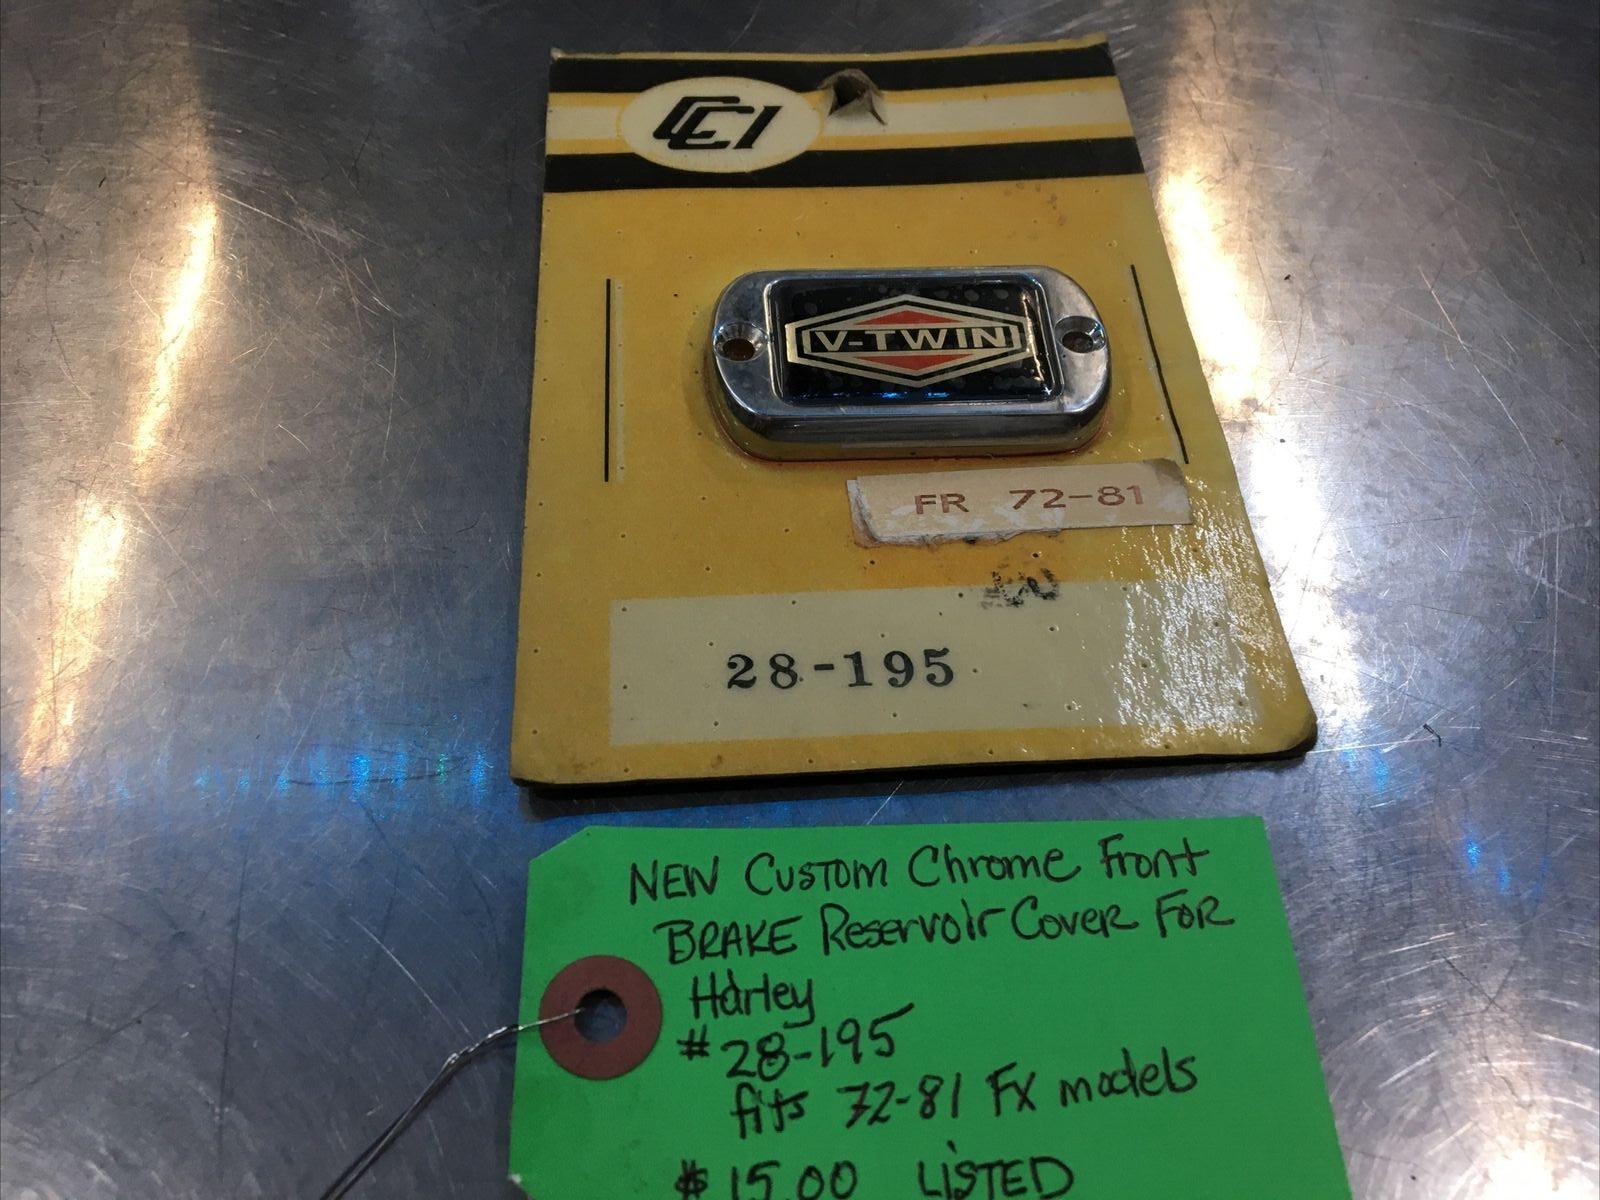 CCI
V-TWIN
FR 72-81
28-195
NEW Custom Chrome Front
BRAKE Reservoir Cover FOR
Harley
# 28-195
fits 72-81 FX models
$15.00 LiSTED